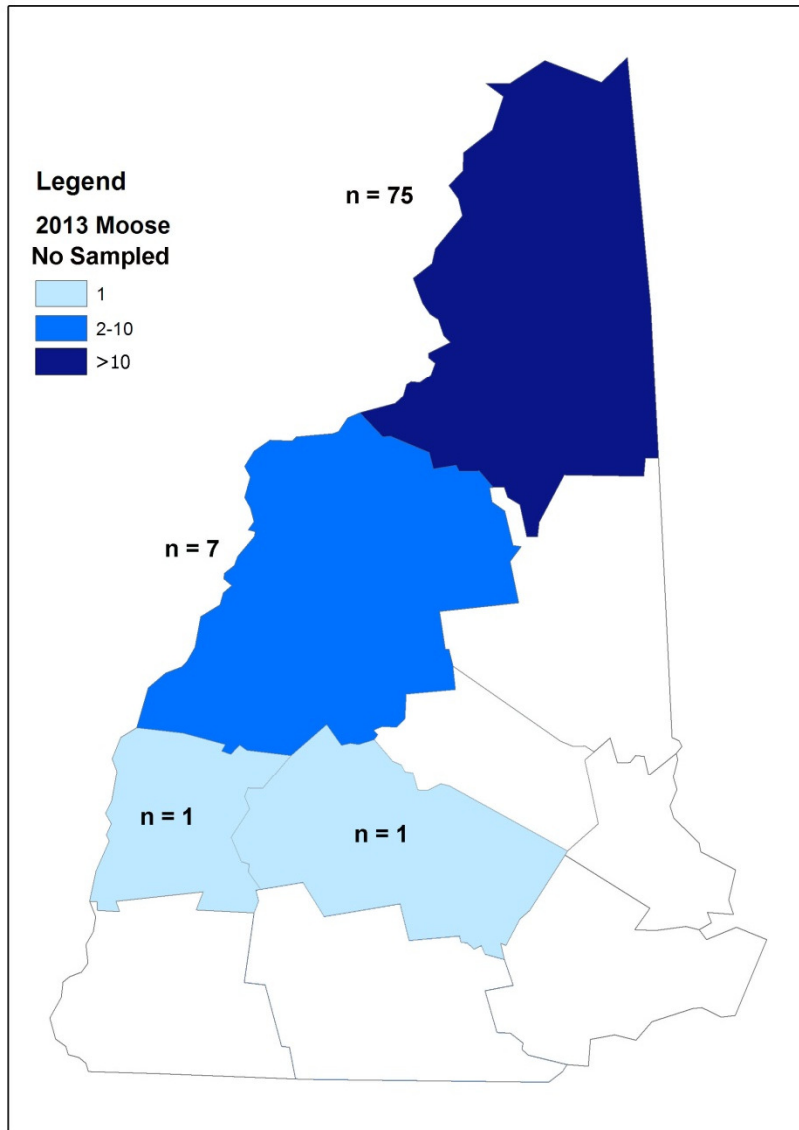 Legend
2013 Moose
No Sampled
1
2-10
>10
n = 75
n = 7
n = 1
n = 1